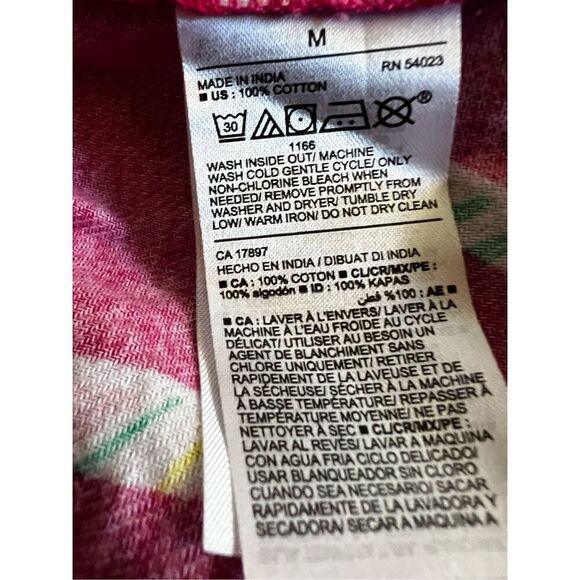 M
RN 54023
MADE IN INDIA
■ US : 100% COTTON
30
®
1166
WASH INSIDE OUT/ MACHINE
WASH COLD GENTLE CYCLE/ ONLY
NON-CHLORINE BLEACH WHEN
NEEDED/ REMOVE PROMPTLY FROM
WASHER AND DRYER/ TUMBLE DRY
LOW/ WARM IRON/ DO NOT DRY CLEAN
CA 17897
HECHO EN INDIA / DIBUAT DI INDIA
■ CA : 100% COTON ■ CL/CR/MX/PE :
100% algodón ■ ID : 100% KAPAS
■ AE : 100% قطن
■ CA : LAVER À L'ENVERS/ LAVER À LA
MACHINE À L'EAU FROIDE AU CYCLE
DÉLICAT/ UTILISER AU BESOIN UN
AGENT DE BLANCHIMENT SANS
CHLORE UNIQUEMENT/ RETIRER
RAPIDEMENT DE LA LAVEUSE ET DE
LA SÉCHEUSE/ SÉCHER À LA MACHINE
À BASSE TEMPÉRATURE/ REPASSER À
TEMPÉRATURE MOYENNE/ NE PAS
NETTOYER À SEC ■ CL/CR/MX/PE :
LAVAR AL REVÉS/ LAVAR A MAQUINA
CON AGUA FRIA CICLO DELICADO/
USAR BLANQUEADOR SIN CLORO
CUANDO SEA NECESARIO/ SACAR
RAPIDAMENTE DE LA LAVADORA Y
SECADORA/ SECAR A MAQUINA A